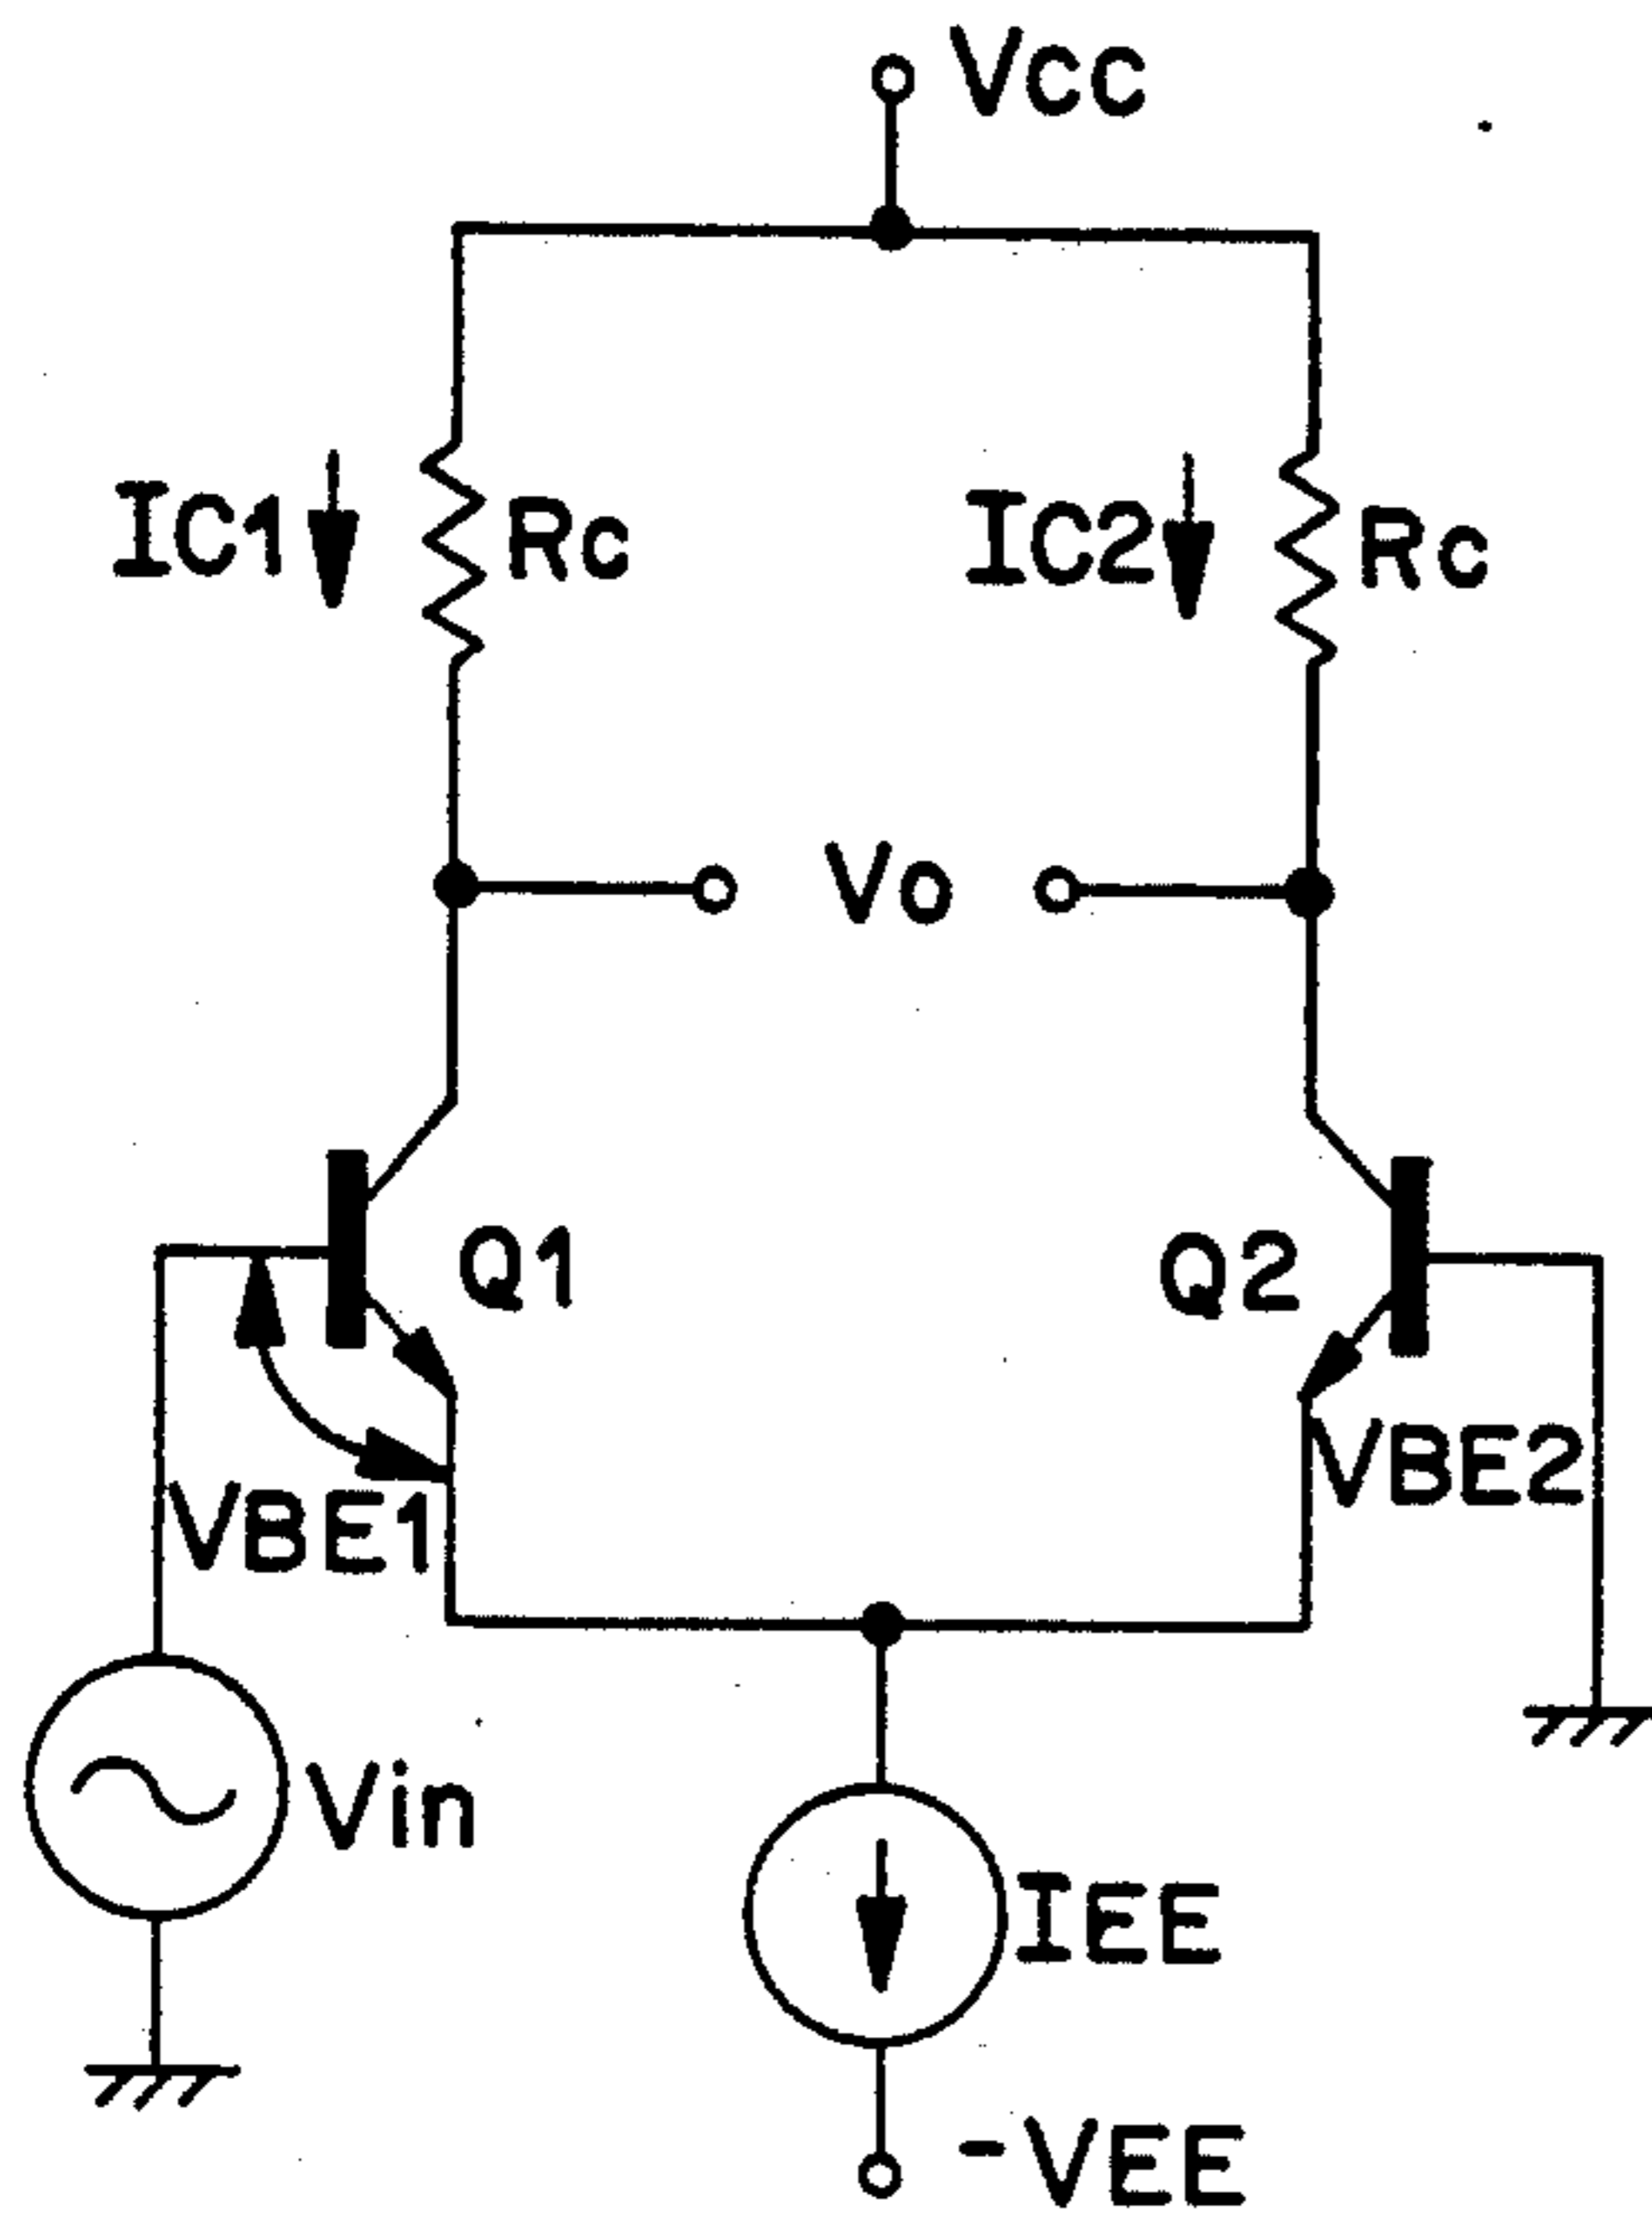 VCC
IC1
RC
IC2
RC
Vo
Q1
Q2
VBE1
VBE2
Vin
IEE
-VEE